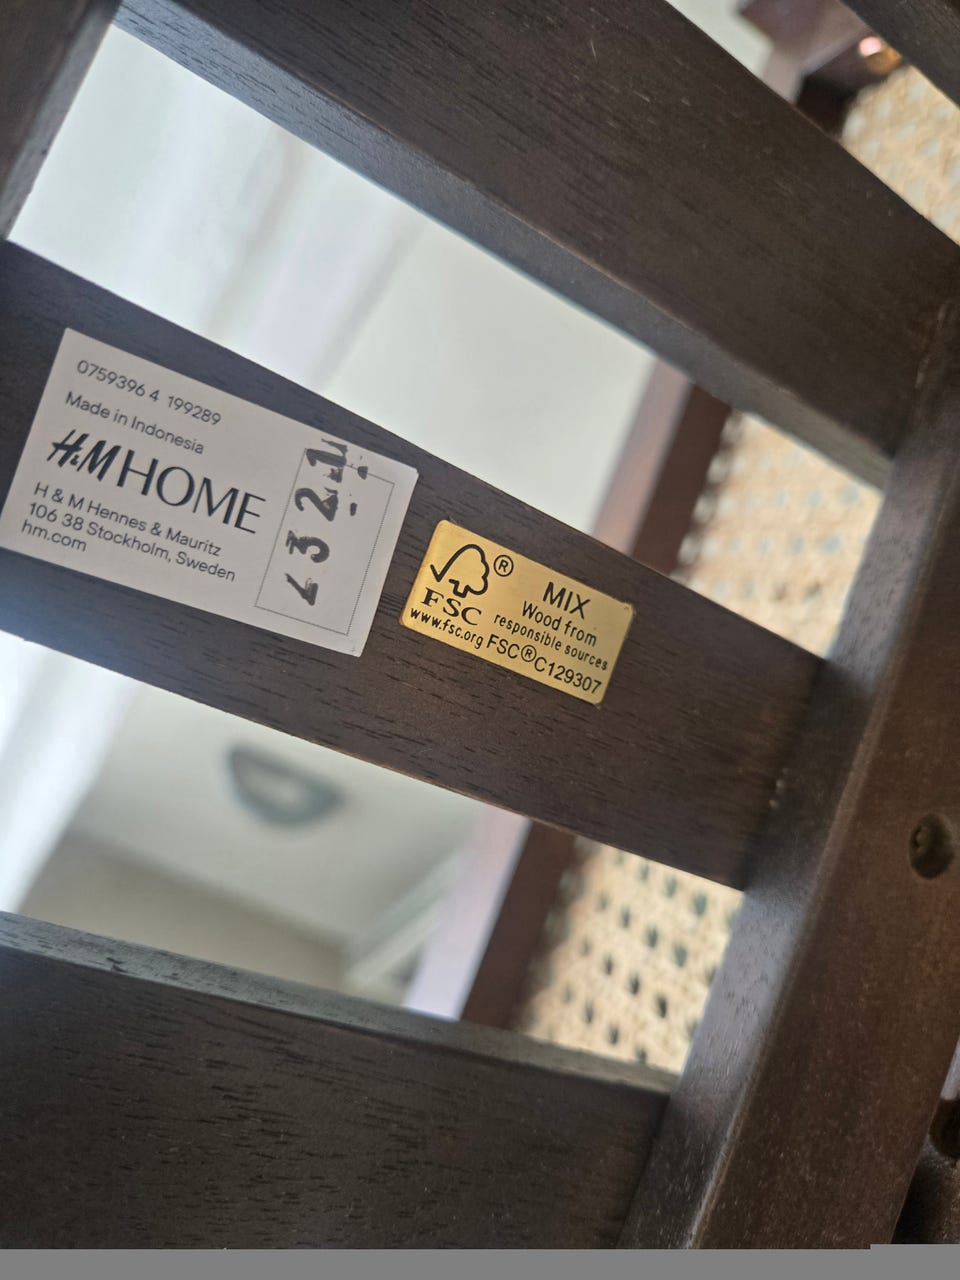 0759396 4 199289
Made in Indonesia
H&M HOME
H & M Hennes & Mauritz
106 38 Stockholm, Sweden
hm.com
FSC®
www.fsc.org
MIX
Wood from
responsible sources
FSC® C129307